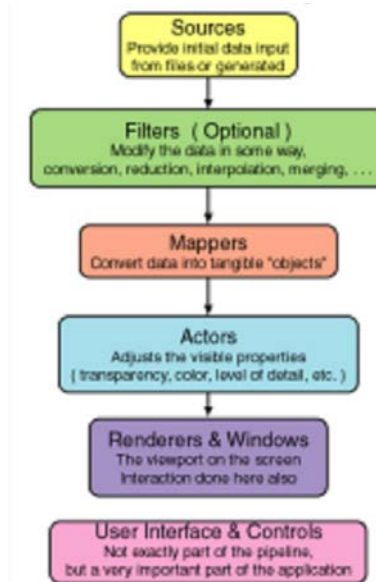 Sources
Provide initial data input
from files or generated
Filters ( Optional )
Modify the data in some way,
conversion, reduction, interpolation, merging, . . .
Mappers
Convert data into tangible "objects"
Actors
Adjusts the visible properties
( transparency, color, level of detail, etc. )
Renderers & Windows
The viewport on the screen
Interaction done here also
User Interface & Controls
Not exactly part of the pipeline,
but a very important part of the application